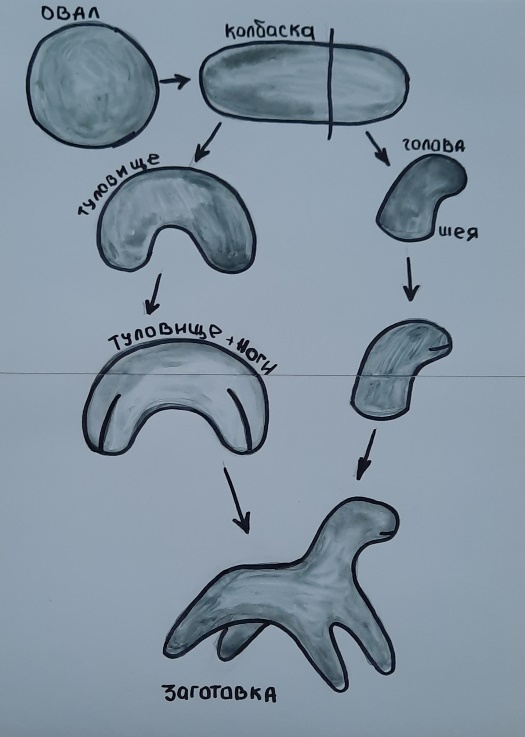 ОВАЛ
колбаска
туловище
голова
шея
туловище + ноги
Заготовка